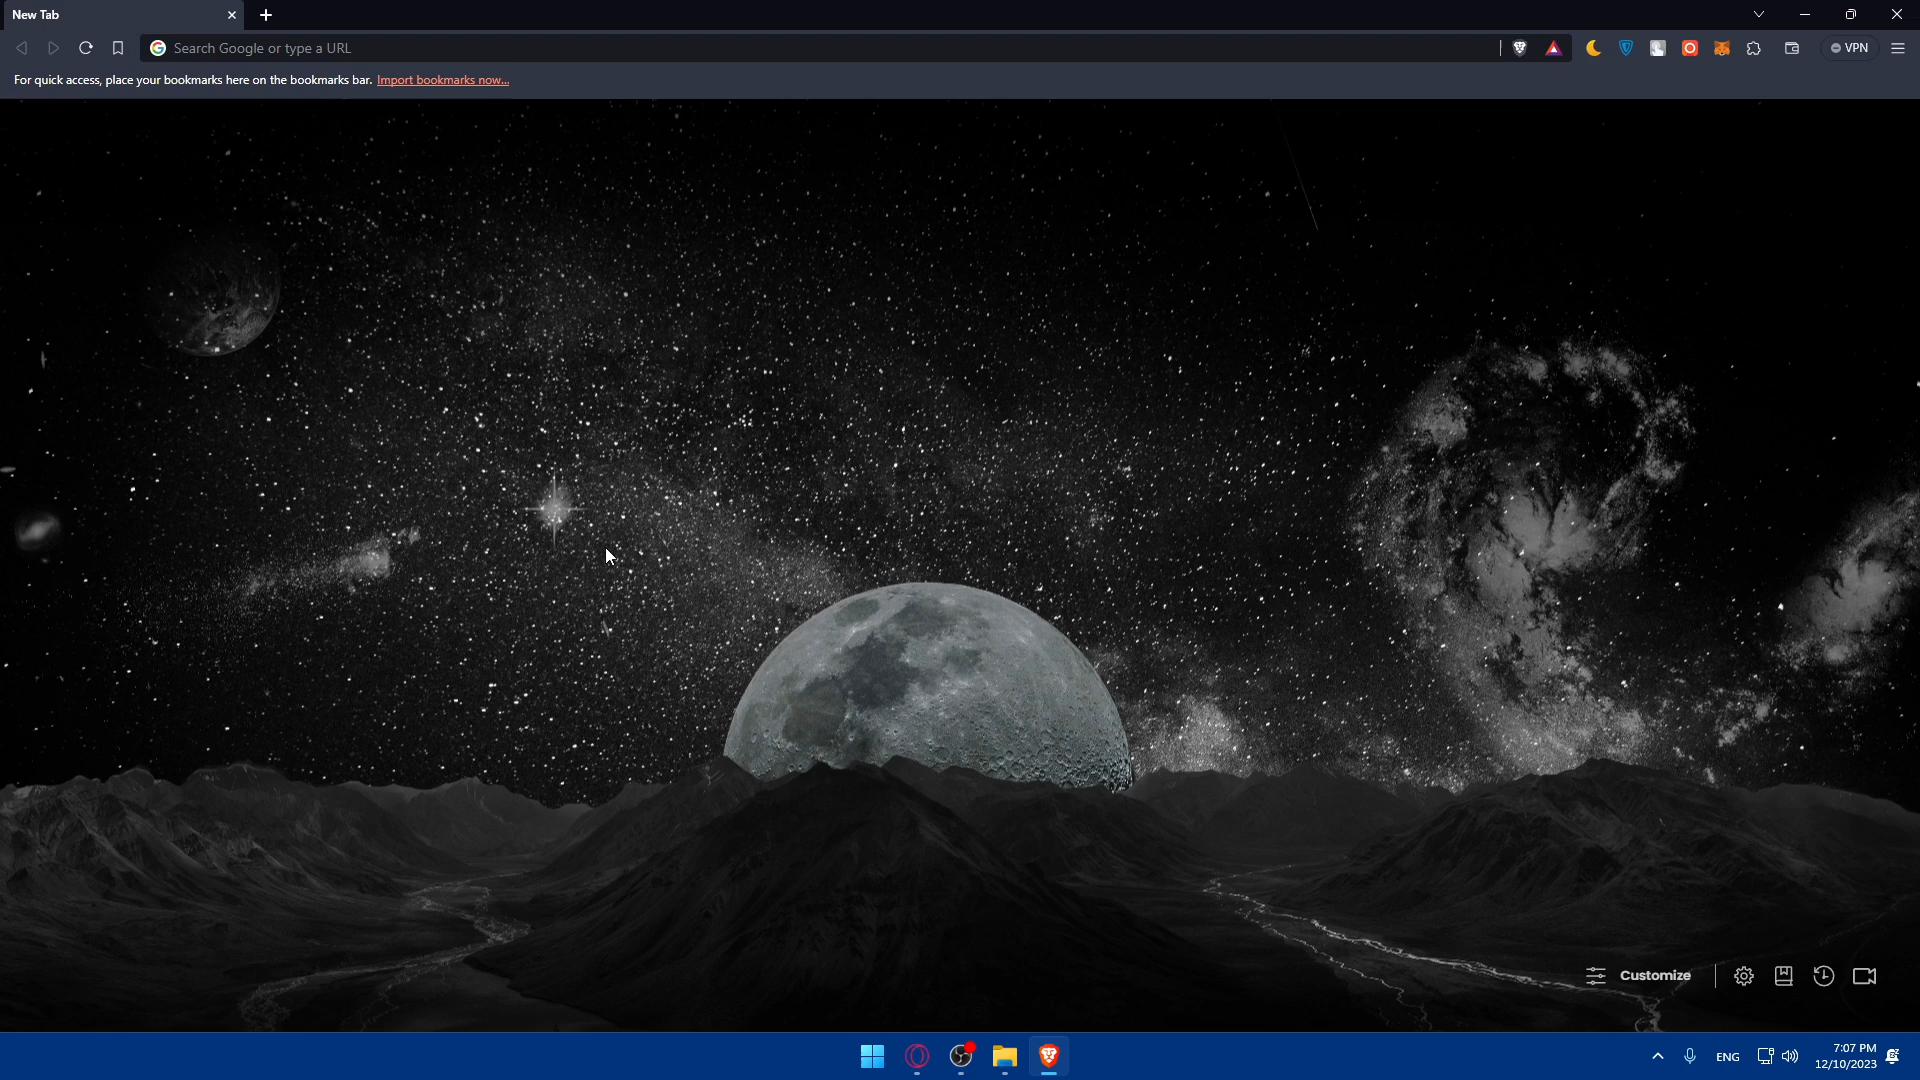 New Tab
Search Google or type a URL
VPN
For quick access, place your bookmarks here on the bookmarks bar. Import bookmarks now...
Customize
ENG
7:07 PM
12/10/2023